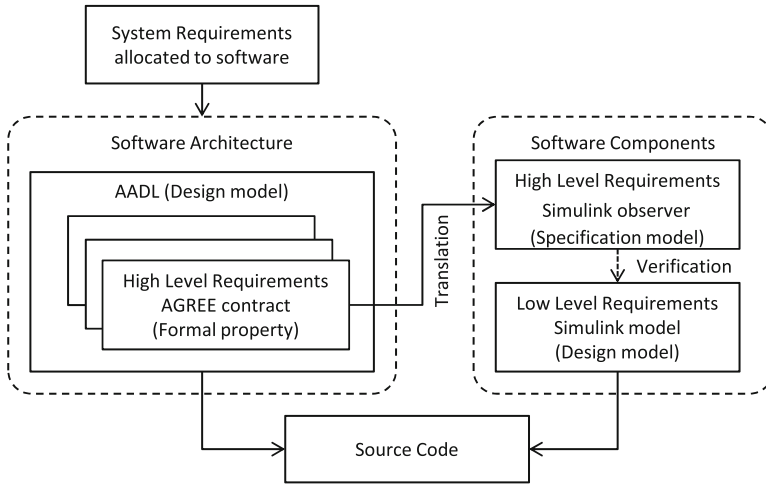 System Requirements
allocated to software
Software Architecture
AADL (Design model)
High Level Requirements
AGREE contract
(Formal property)
Translation
Software Components
High Level Requirements
Simulink observer
(Specification model)
Verification
Low Level Requirements
Simulink model
(Design model)
Source Code